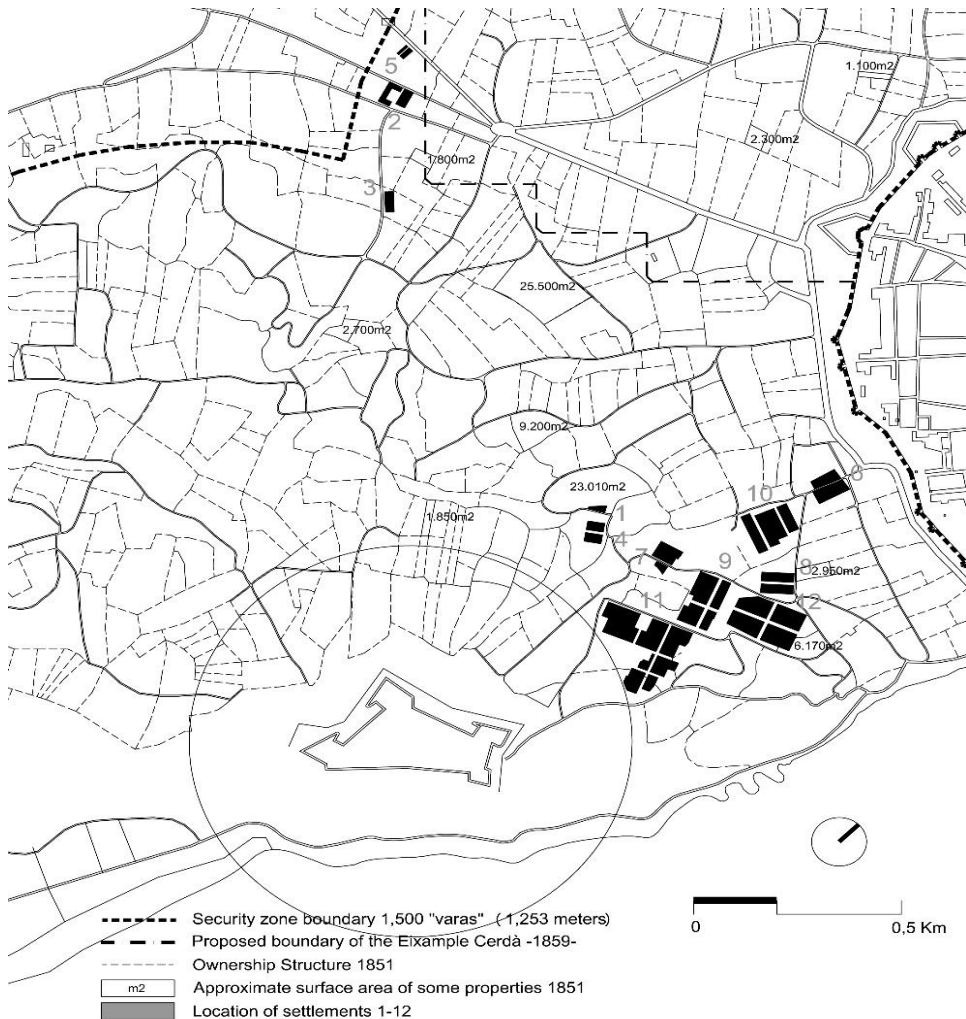 5
1.100m2
2
2.300m2
1.800m2
3
25.500m2
2.700m2
9.200m2
6
23.010m2
10
1
1.850m2
4
7
9
8
2.950m2
11
12
6.170m2
Security zone boundary 1,500 "varas" (1,253 meters)
Proposed boundary of the Eixample Cerdà -1859-
0
0,5 Km
Ownership Structure 1851
m2
Approximate surface area of some properties 1851
Location of settlements 1-12